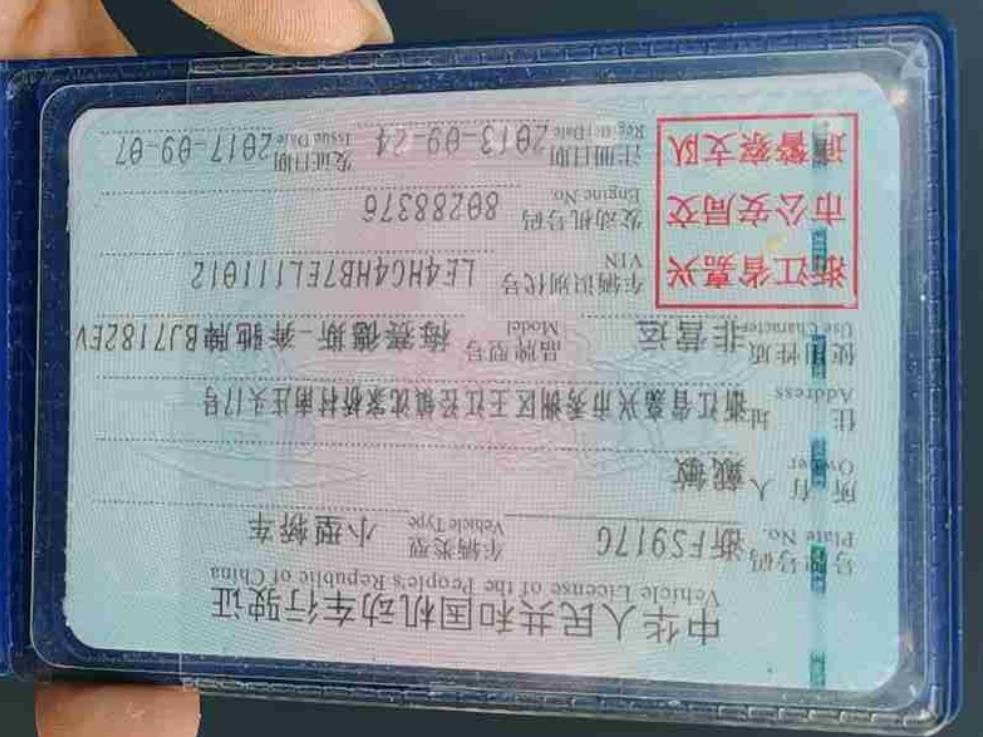 中华人民共和国机动车行驶证
Vehicle License of the People's Republic of China
号牌号码 Plate No. 浙FS917G 车辆类型 Vehicle Type 小型轿车
所有人 Owner 戴敏
住址 Address 浙江省嘉兴市秀洲区王江泾镇沈家桥村南庄头17号
使用性质 Use Character 非营运 品牌型号 Model 梅赛德斯-奔驰牌BJ7182EV
浙江省嘉兴
市公安局交
通警察支队
车辆识别代号 VIN LE4HG4HB7EL111012
发动机号码 Engine No. 80288376
注册日期 Register Date 2013-09-24 发证日期 Issue Date 2017-09-07